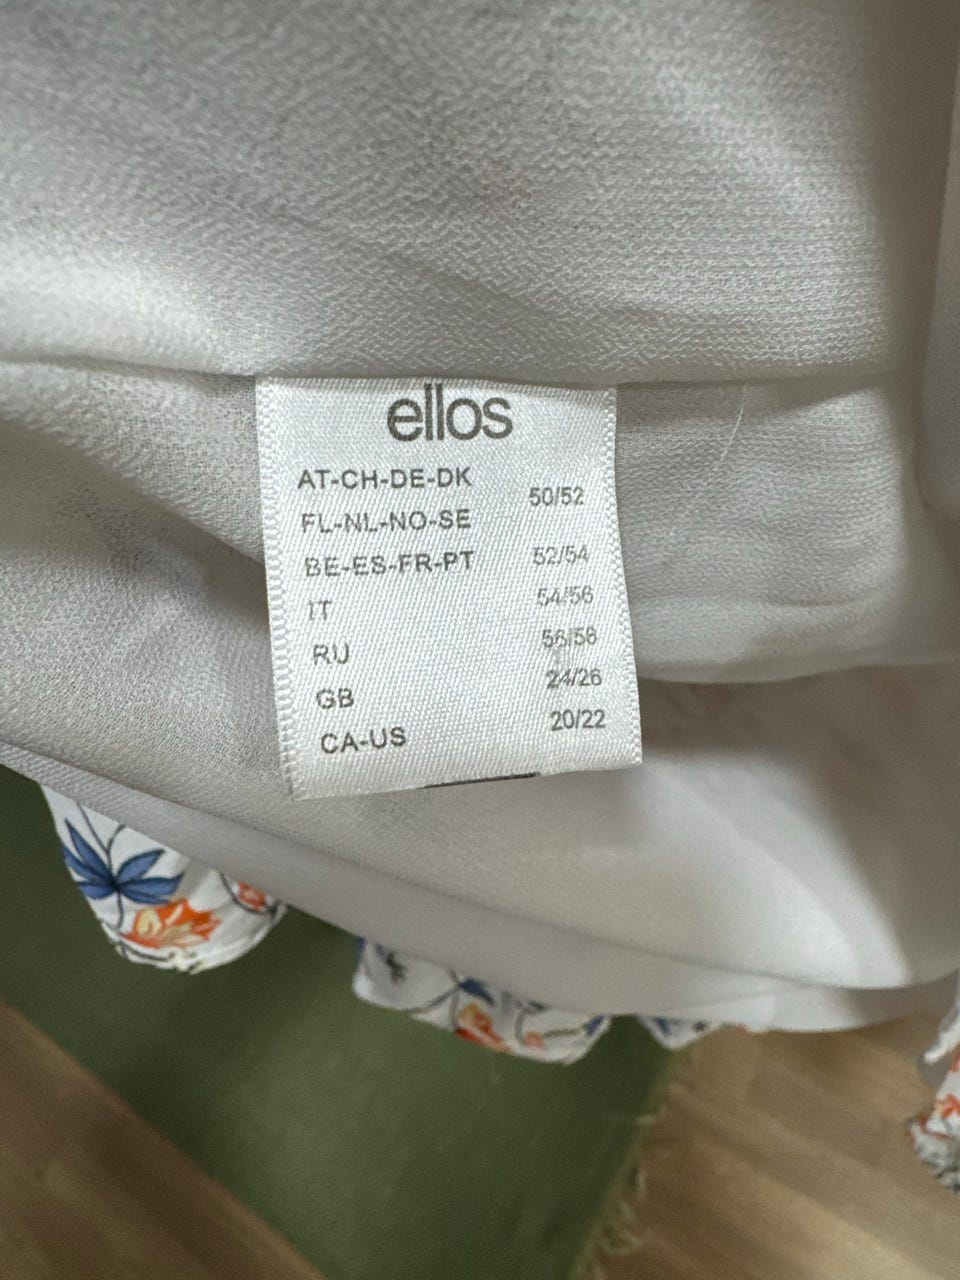 ellos
AT-CH-DE-DK
50/52
FL-NL-NO-SE
BE-ES-FR-PT 52/54
IT 54/56
RU 56/58
GB 24/26
CA-US 20/22